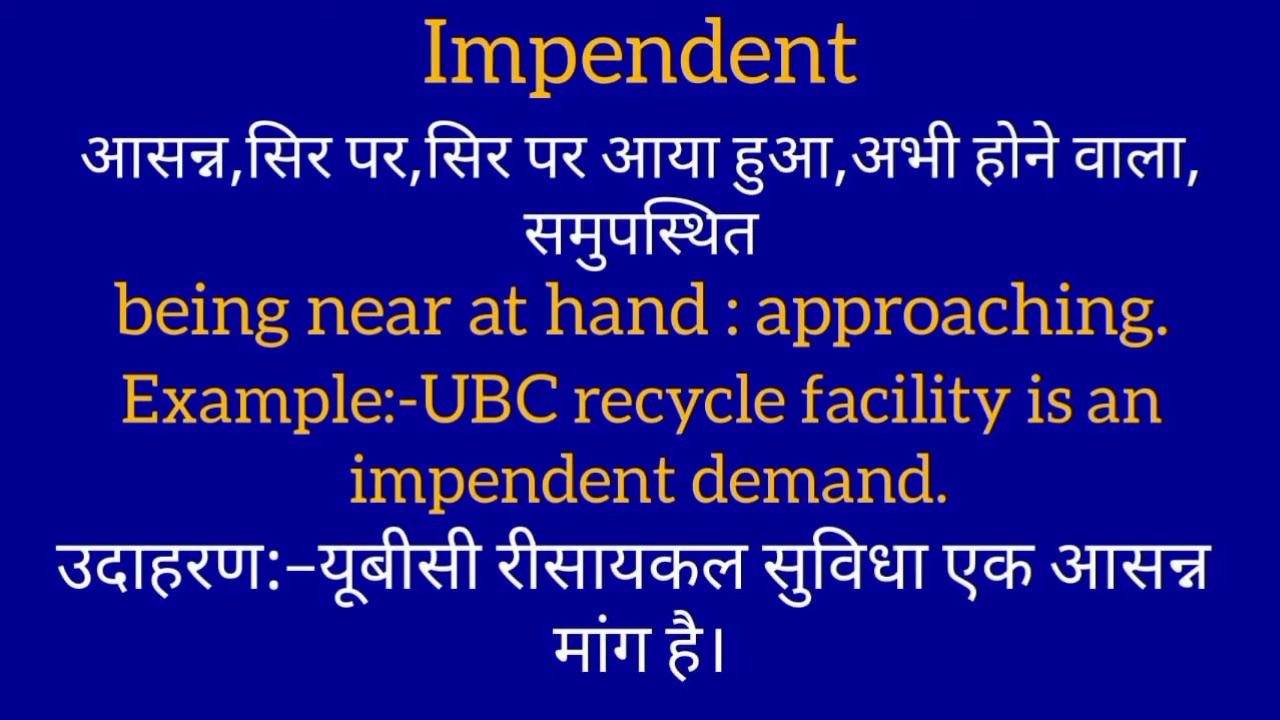 Impendent
आसन्न,सिर पर,सिर पर आया हुआ,अभी होने वाला,
समुपस्थित
being near at hand : approaching.
Example:-UBC recycle facility is an
impendent demand.
उदाहरण:–यूबीसी रीसायकल सुविधा एक आसन्न
मांग है।